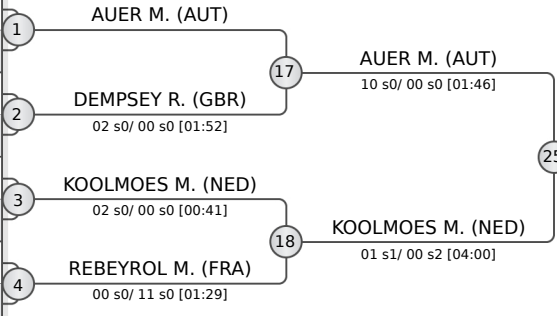 AUER M. (AUT)
1
17
AUER M. (AUT)
10 s0/ 00 s0 [01:46]
DEMPSEY R. (GBR)
2
02 s0/ 00 s0 [01:52]
25
KOOLMOES M. (NED)
3
02 s0/ 00 s0 [00:41]
18
KOOLMOES M. (NED)
01 s1/ 00 s2 [04:00]
REBEYROL M. (FRA)
4
00 s0/ 11 s0 [01:29]